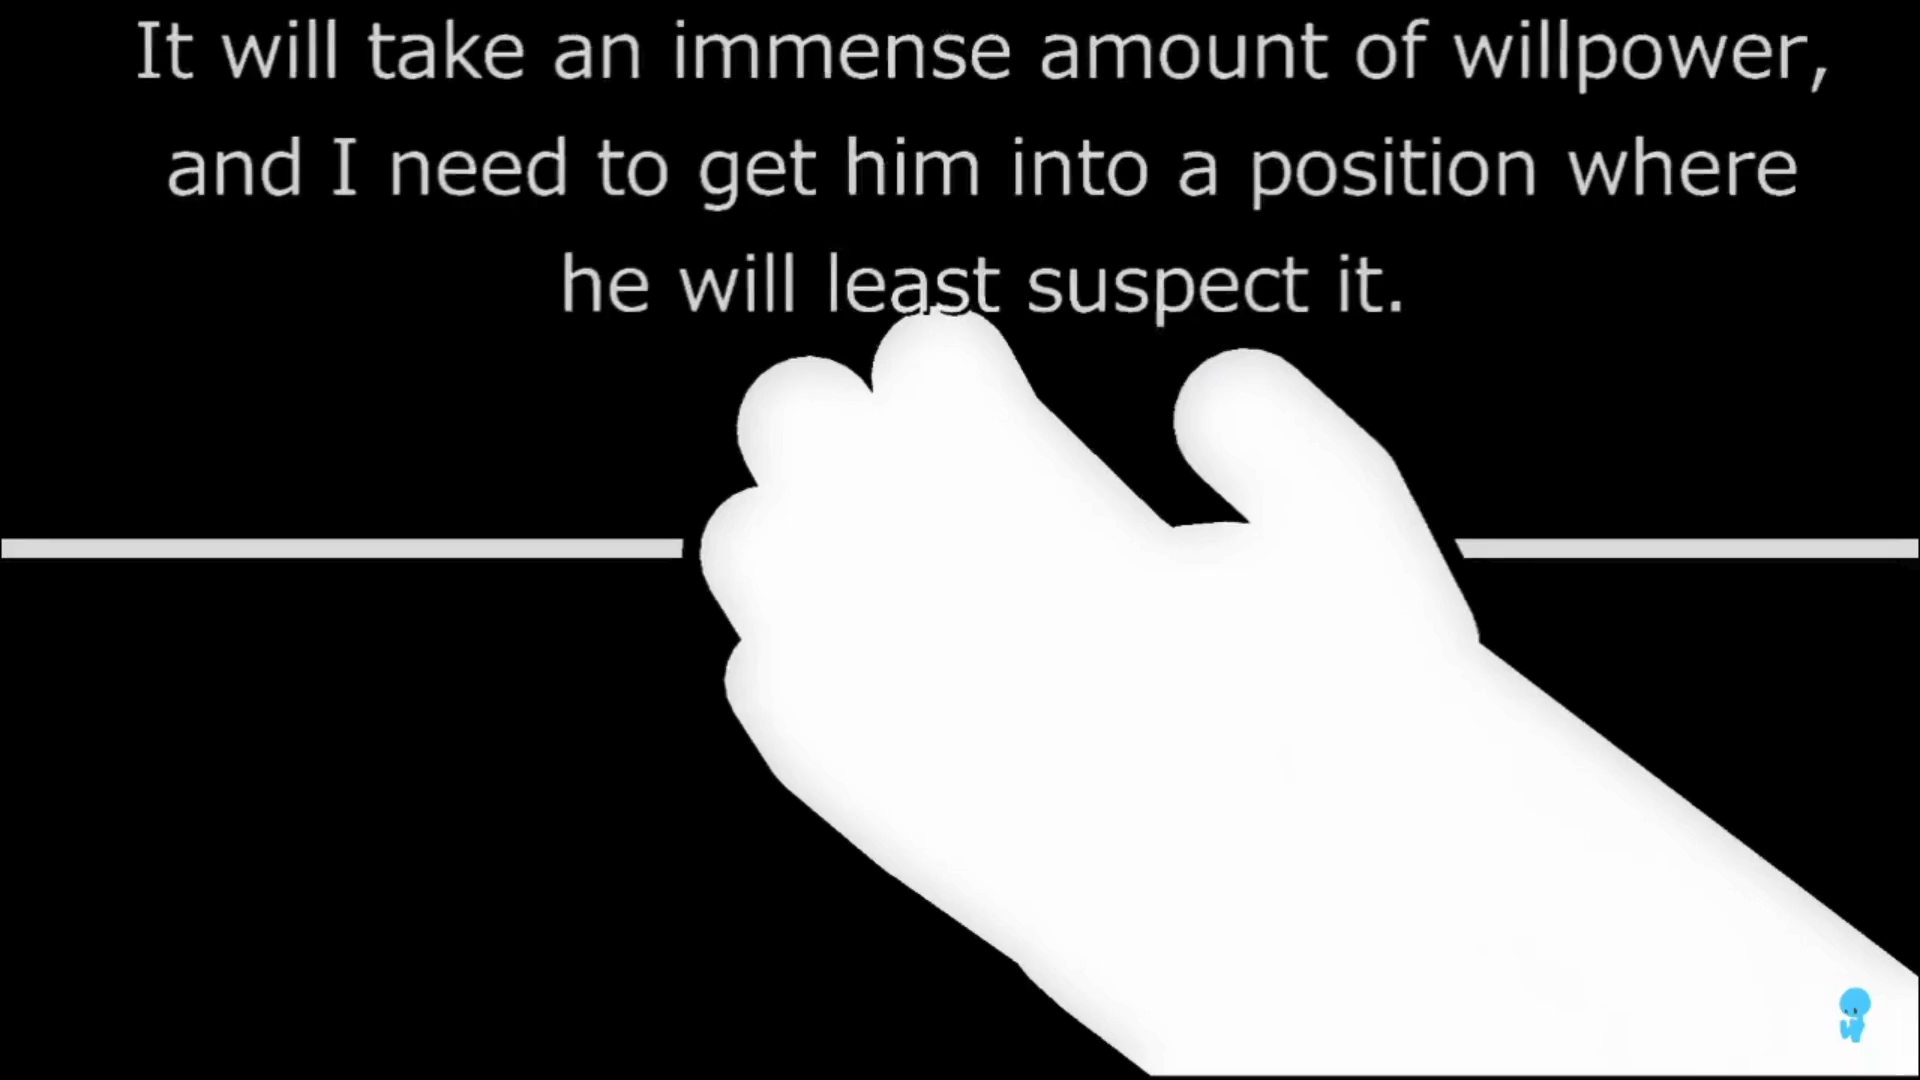 It will take an immense amount of willpower,
and I need to get him into a position where
he will least suspect it.